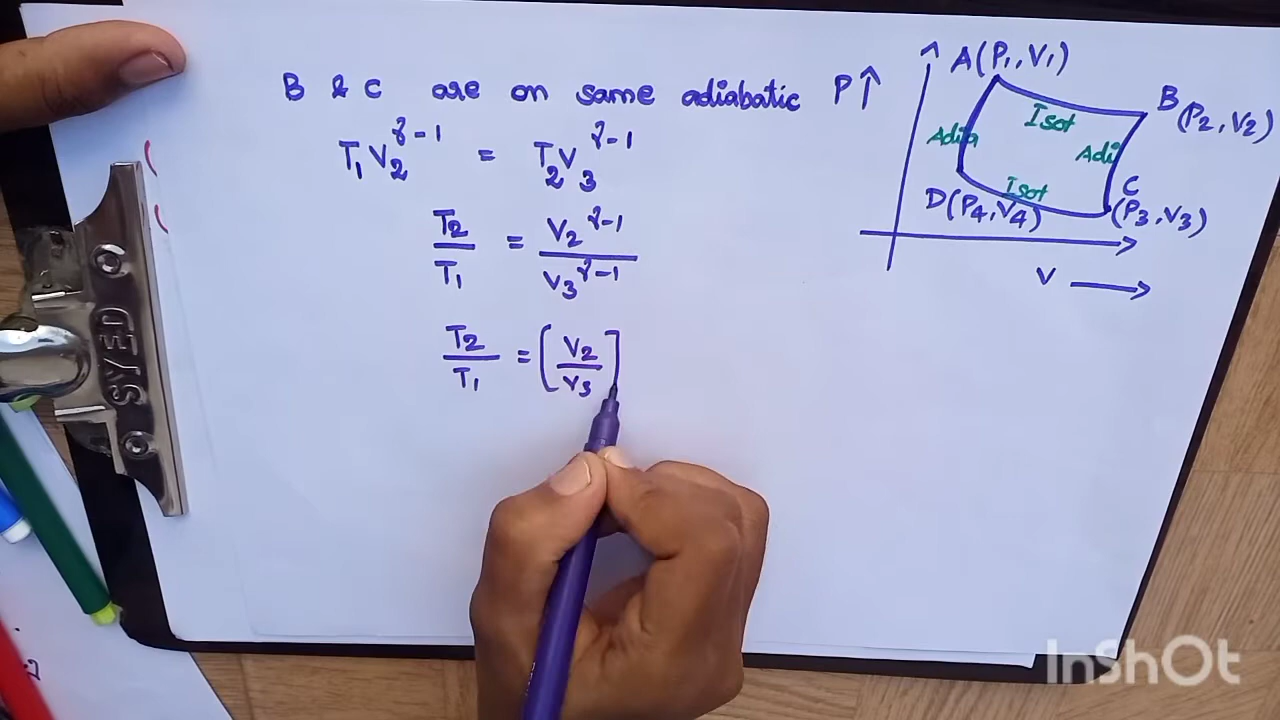 B & C are on same adiabatic
T₁V₂^γ-1 = T₂V₃^γ-1
T₂/T₁ = V₂^γ-1/V₃^γ-1
T₂/T₁ = [V₂/V₃]
P↑
A(P₁,V₁)
B(P₂,V₂)
Isot
Adia
Adi
Isot
C(P₃,V₃)
D(P₄,V₄)
V →
SYED
InShOt